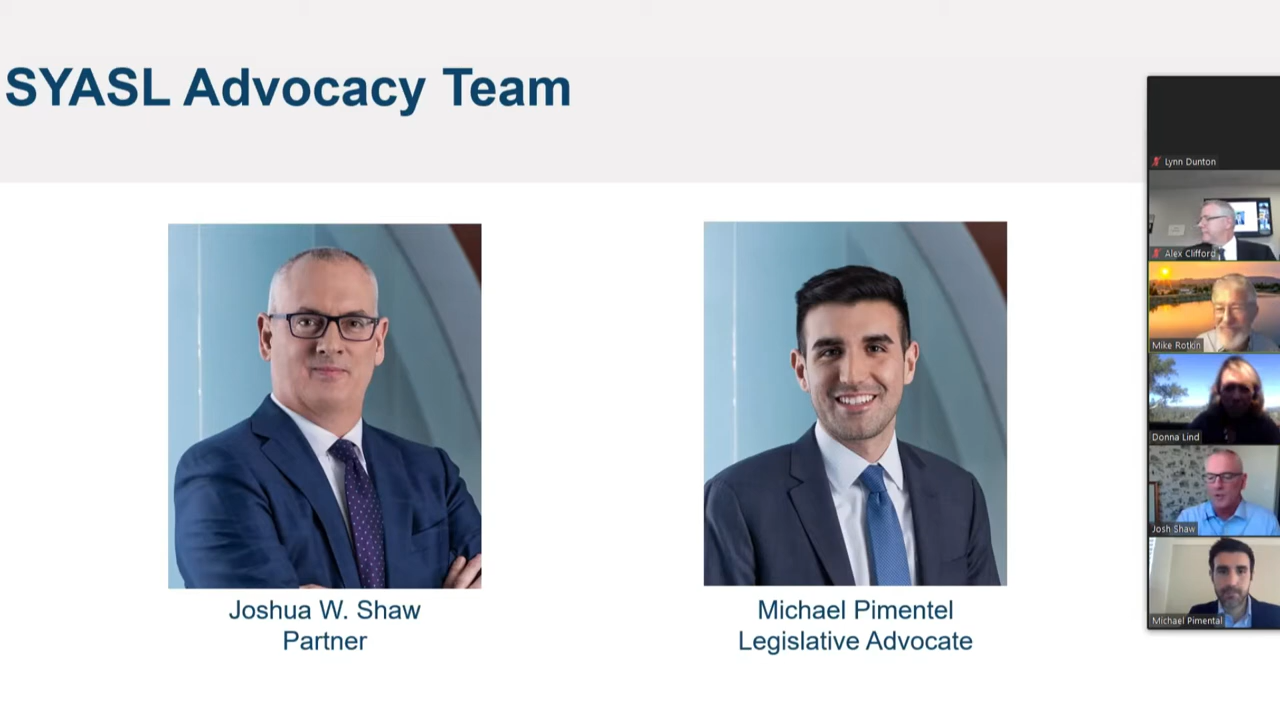 SYASL Advocacy Team
Joshua W. Shaw
Partner
Michael Pimentel
Legislative Advocate
Lynn Dunton
Alex Clifford
Mike Rotkin
Donna Lind
Josh Shaw
Michael Pimental